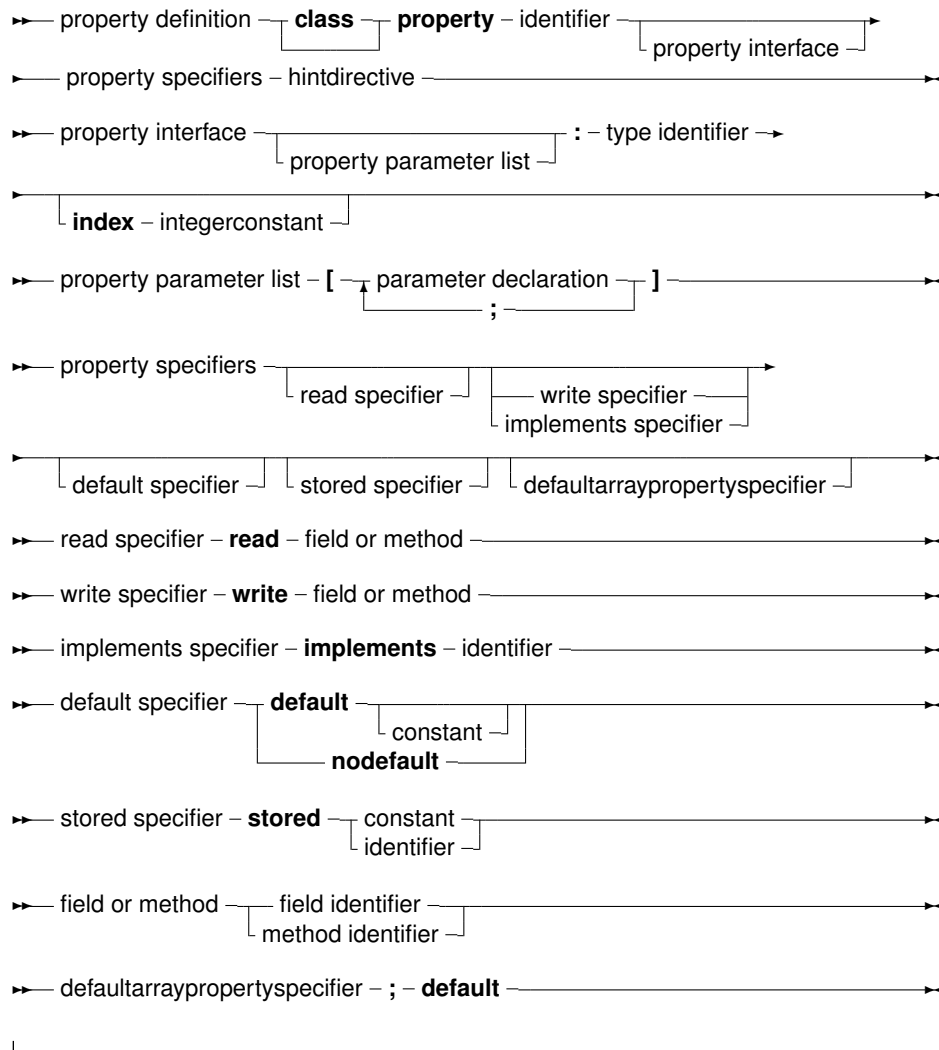 property definition class property identifier
property interface
property specifiers hintdirective
property interface : type identifier
property parameter list
index integerconstant
property parameter list [ parameter declaration ]
;
property specifiers
read specifier write specifier
implements specifier
default specifier stored specifier defaultarraypropertyspecifier
read specifier read field or method
write specifier write field or method
implements specifier implements identifier
default specifier default
constant
nodefault
stored specifier stored constant
identifier
field or method field identifier
method identifier
defaultarraypropertyspecifier ; default